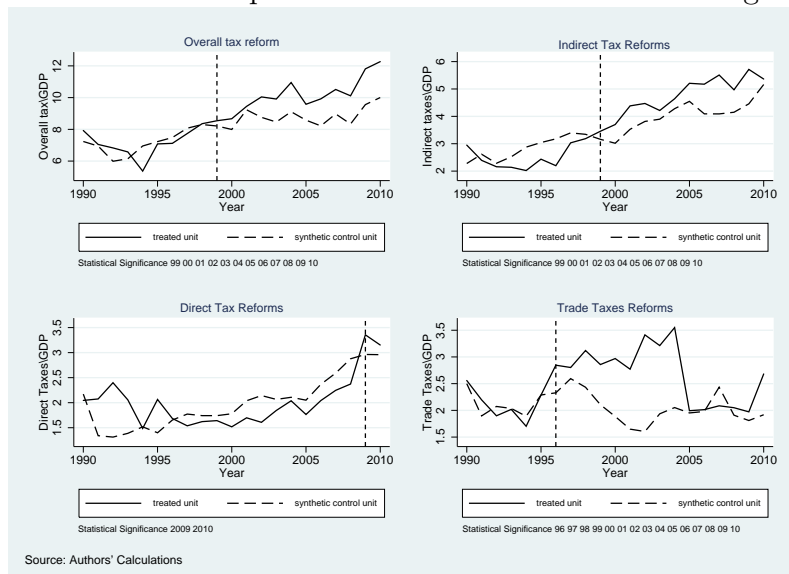 Overall tax reform
Overall tax\GDP
6 8 10 12
1990 1995 2000 2005 2010
Year
treated unit synthetic control unit
Statistical Significance 99 00 01 02 03 04 05 06 07 08 09 10
Indirect Tax Reforms
Indirect taxes\GDP
2 3 4 5 6
1990 1995 2000 2005 2010
Year
treated unit synthetic control unit
Statistical Significance 99 00 01 02 03 04 05 06 07 08 09 10
Direct Tax Reforms
Direct Taxes\GDP
1.5 2 2.5 3 3.5
1990 1995 2000 2005 2010
Year
treated unit synthetic control unit
Statistical Significance 2009 2010
Trade Taxes Reforms
Trade Taxes\GDP
1.5 2 2.5 3 3.5
1990 1995 2000 2005 2010
Year
treated unit synthetic control unit
Statistical Significance 96 97 98 99 00 01 02 03 04 05 06 07 08 09 10
Source: Authors' Calculations